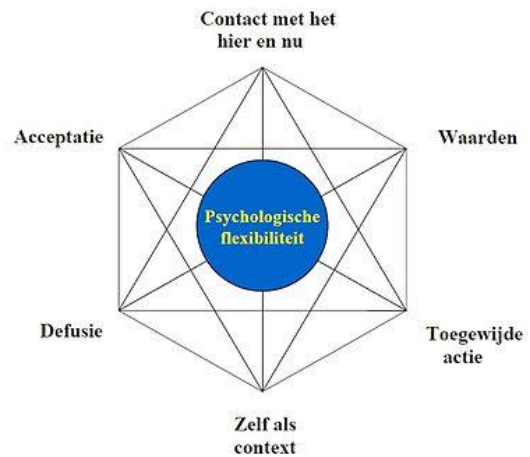 Contact met het
hier en nu
Acceptatie
Waarden
Psychologische
flexibiliteit
Defusie
Toegewijde
actie
Zelf als
context